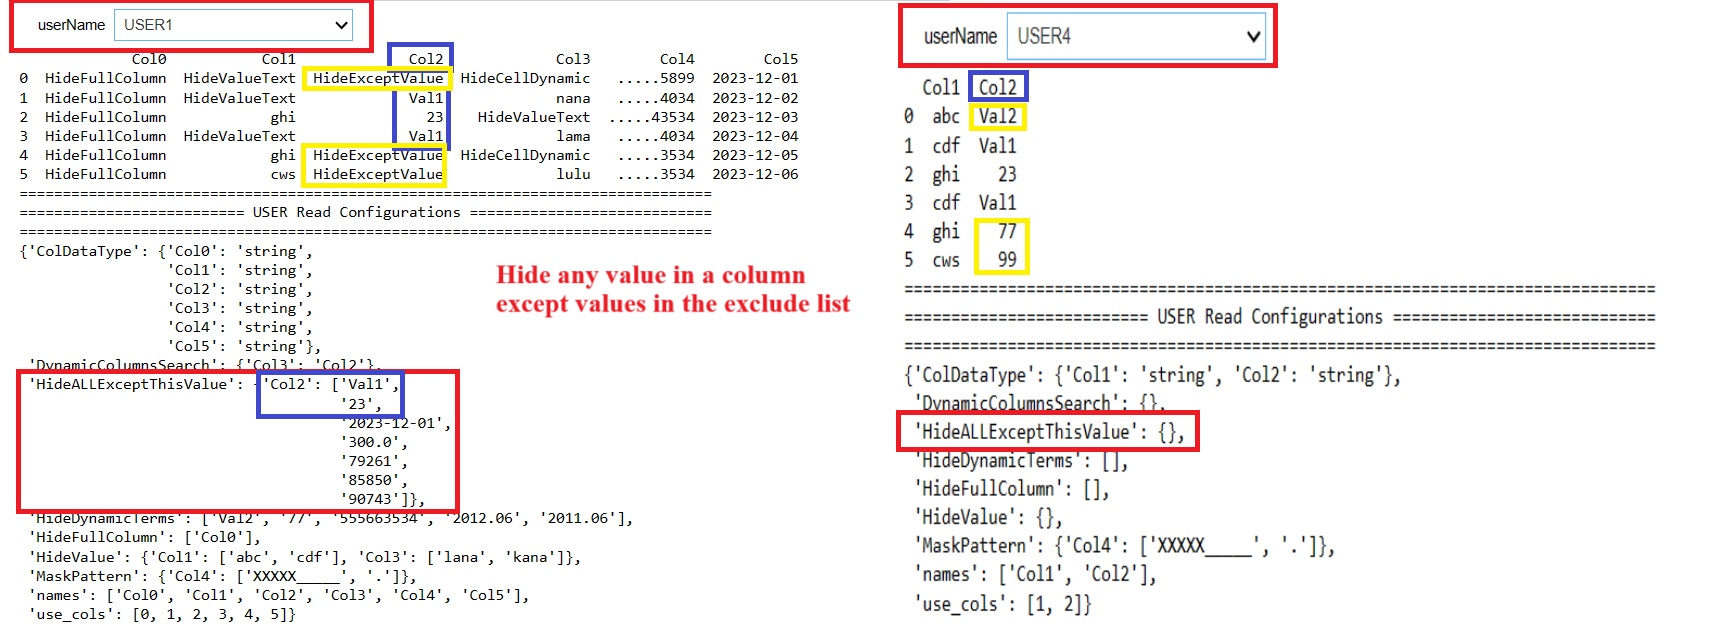 userName USER1
Col0 Col1 Col2 Col3 Col4 Col5
0 HideFullColumn HideValueText HideExceptValue HideCellDynamic .....5899 2023-12-01
1 HideFullColumn HideValueText Val1 nana .....4034 2023-12-02
2 HideFullColumn ghi 23 HideValueText .....43534 2023-12-03
3 HideFullColumn HideValueText Val1 lama .....4034 2023-12-04
4 HideFullColumn ghi HideExceptValue HideCellDynamic .....3534 2023-12-05
5 HideFullColumn cws HideExceptValue lulu .....3534 2023-12-06
================================================================================
========================== USER Read Configurations ============================
================================================================================
{'ColDataType': {'Col0': 'string',
'Col1': 'string',
'Col2': 'string',
'Col3': 'string',
'Col4': 'string',
'Col5': 'string'},
'DynamicColumnsSearch': {'Col3': 'Col2'},
'HideALLExceptThisValue': {'Col2': ['Val1',
'23',
'2023-12-01',
'300.0',
'79261',
'85850',
'90743']},
'HideDynamicTerms': ['Val2', '77', '555663534', '2012.06', '2011.06'],
'HideFullColumn': ['Col0'],
'HideValue': {'Col1': ['abc', 'cdf'], 'Col3': ['lana', 'kana']},
'MaskPattern': {'Col4': ['XXXXX_____', '.']},
'names': ['Col0', 'Col1', 'Col2', 'Col3', 'Col4', 'Col5'],
'use_cols': [0, 1, 2, 3, 4, 5]}
Hide any value in a column
except values in the exclude list
userName USER4
Col1 Col2
0 abc Val2
1 cdf Val1
2 ghi 23
3 cdf Val1
4 ghi 77
5 cws 99
================================================================================
========================== USER Read Configurations ============================
================================================================================
{'ColDataType': {'Col1': 'string', 'Col2': 'string'},
'DynamicColumnsSearch': {},
'HideALLExceptThisValue': {},
'HideDynamicTerms': [],
'HideFullColumn': [],
'HideValue': {},
'MaskPattern': {'Col4': ['XXXXX_____', '.']},
'names': ['Col1', 'Col2'],
'use_cols': [1, 2]}